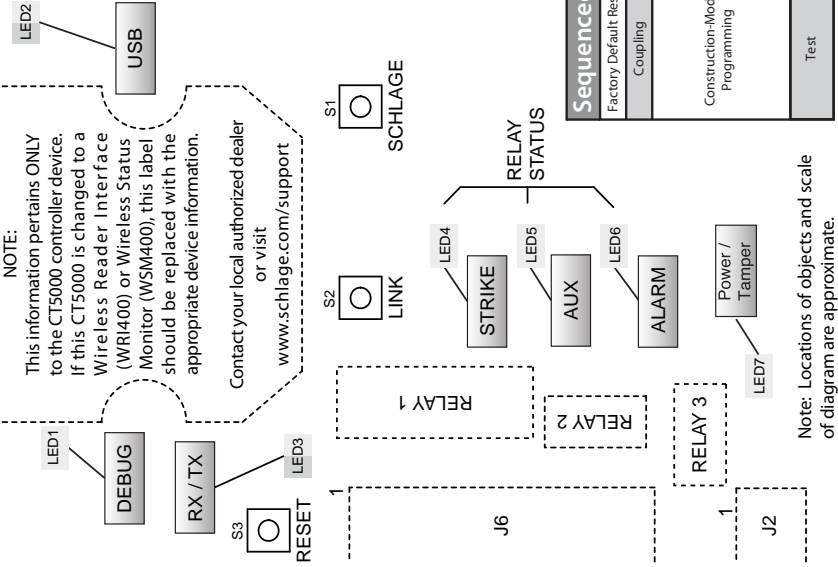 NOTE:
This information pertains ONLY
to the CT5000 controller device.
If this CT5000 is changed to a
Wireless Reader Interface
(WRI400) or Wireless Status
Monitor (WSM400), this label
should be replaced with the
appropriate device information.
Contact your local authorized dealer
or visit
www.schlage.com/support
LED1
DEBUG
RX / TX
LED3
LED2
USB
S3
RESET
S2
LINK
S1
SCHLAGE
1
J6
RELAY 1
RELAY 2
RELAY 3
LED4
STRIKE
LED5
AUX
LED6
ALARM
RELAY
STATUS
1
J2
LED7
Power /
Tamper
Note: Locations of objects and scale
of diagram are approximate.
Sequence
Factory Default Res
Coupling
Construction-Mod
Programming
Test